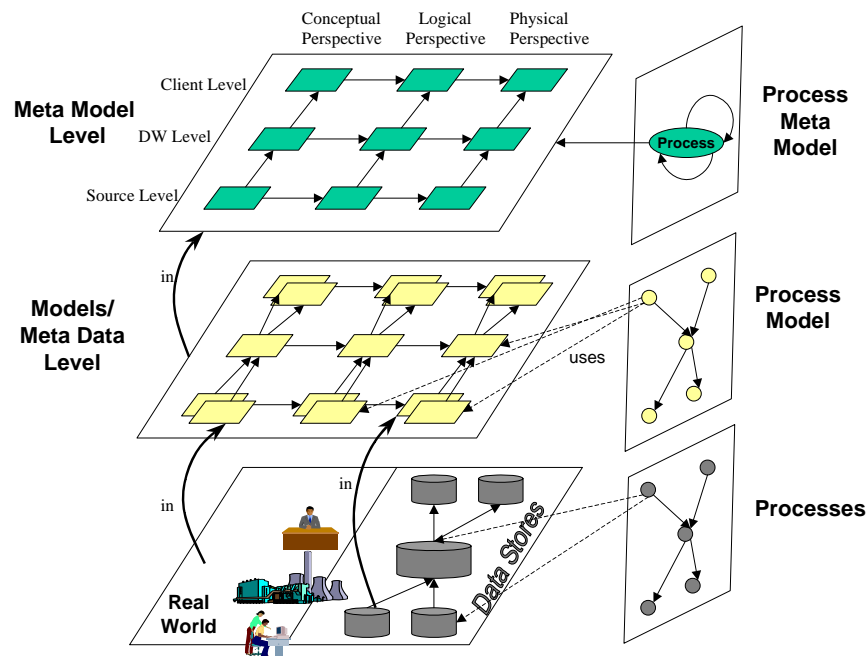 Conceptual
Perspective
Logical
Perspective
Physical
Perspective
Client Level
DW Level
Source Level
Meta Model
Level
Process
Meta
Model
Process
in
Models/
Meta Data
Level
Process
Model
uses
in
in
Real
World
Data Stores
Processes